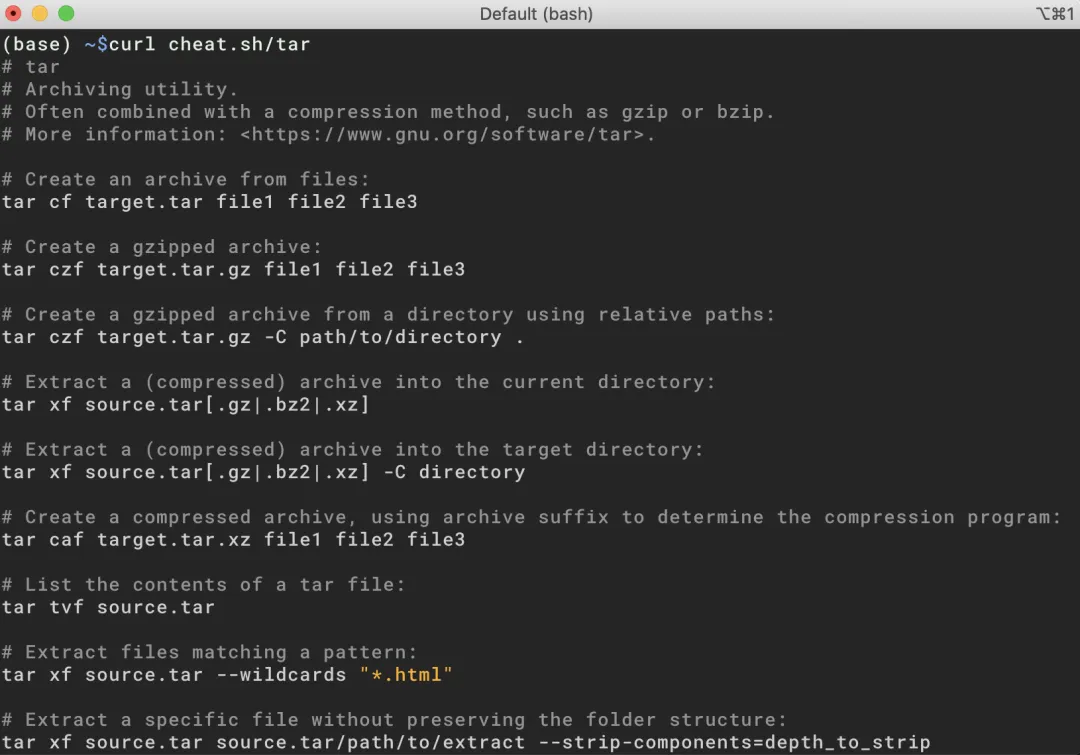 Default (bash)
⌥⌘1
(base) ~$curl cheat.sh/tar
# tar
# Archiving utility.
# Often combined with a compression method, such as gzip or bzip.
# More information: <https://www.gnu.org/software/tar>.
# Create an archive from files:
tar cf target.tar file1 file2 file3
# Create a gzipped archive:
tar czf target.tar.gz file1 file2 file3
# Create a gzipped archive from a directory using relative paths:
tar czf target.tar.gz -C path/to/directory .
# Extract a (compressed) archive into the current directory:
tar xf source.tar[.gz|.bz2|.xz]
# Extract a (compressed) archive into the target directory:
tar xf source.tar[.gz|.bz2|.xz] -C directory
# Create a compressed archive, using archive suffix to determine the compression program:
tar caf target.tar.xz file1 file2 file3
# List the contents of a tar file:
tar tvf source.tar
# Extract files matching a pattern:
tar xf source.tar --wildcards "*.html"
# Extract a specific file without preserving the folder structure:
tar xf source.tar source.tar/path/to/extract --strip-components=depth_to_strip